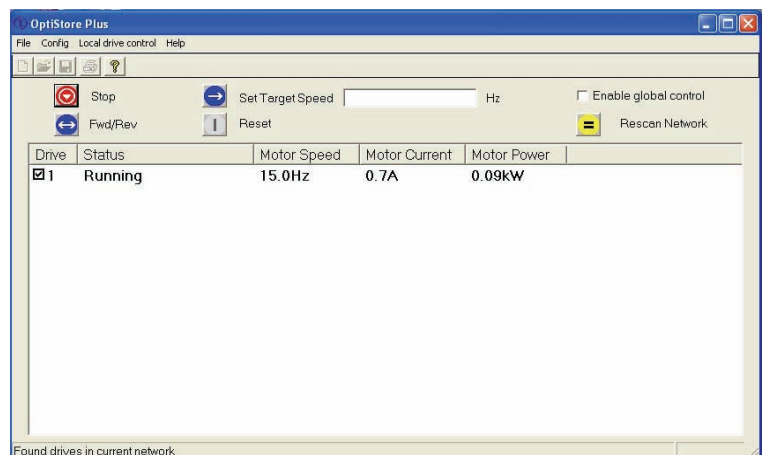 OptiStore Plus
File Config Local drive control Help
Stop Set Target Speed Hz Enable global control
Fwd/Rev Reset Rescan Network
Drive Status Motor Speed Motor Current Motor Power
1 Running 15.0Hz 0.7A 0.09kW
Found drives in current network